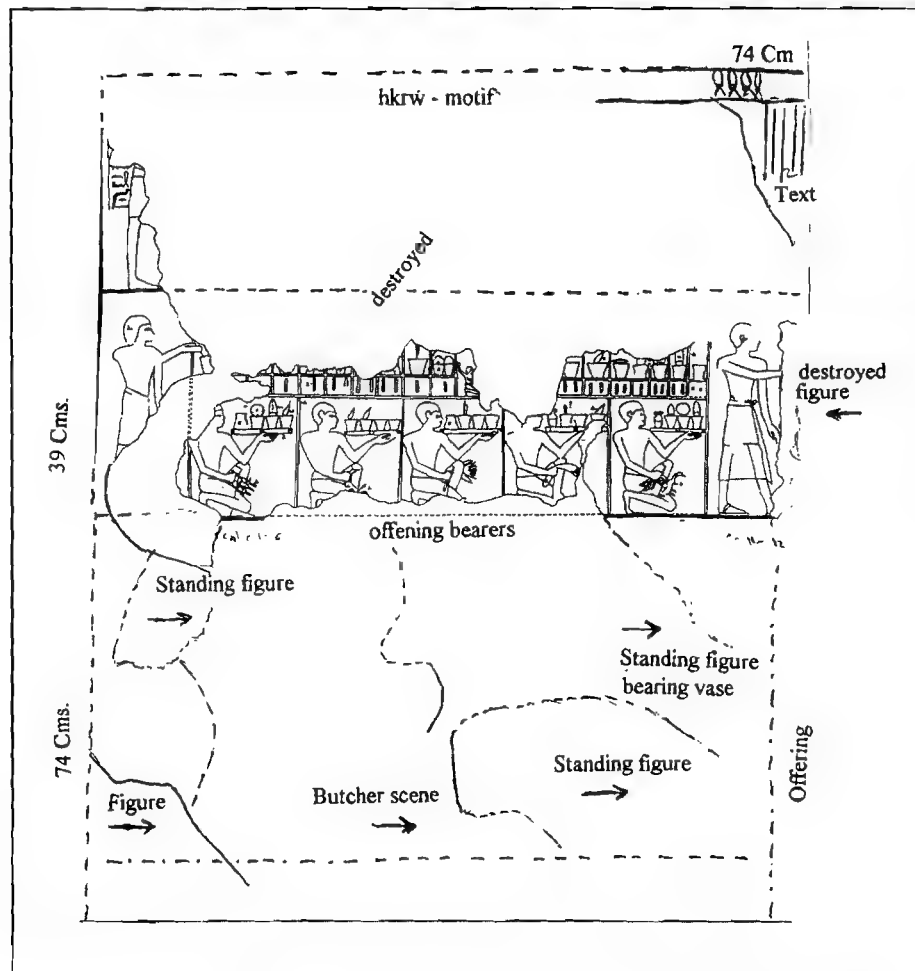 74 Cm
hkrw - motif
Text
destroyed
destroyed
figure
39 Cms.
offening bearers
Standing figure
Standing figure
bearing vase
74 Cms.
Standing figure
Offering
Figure
Butcher scene